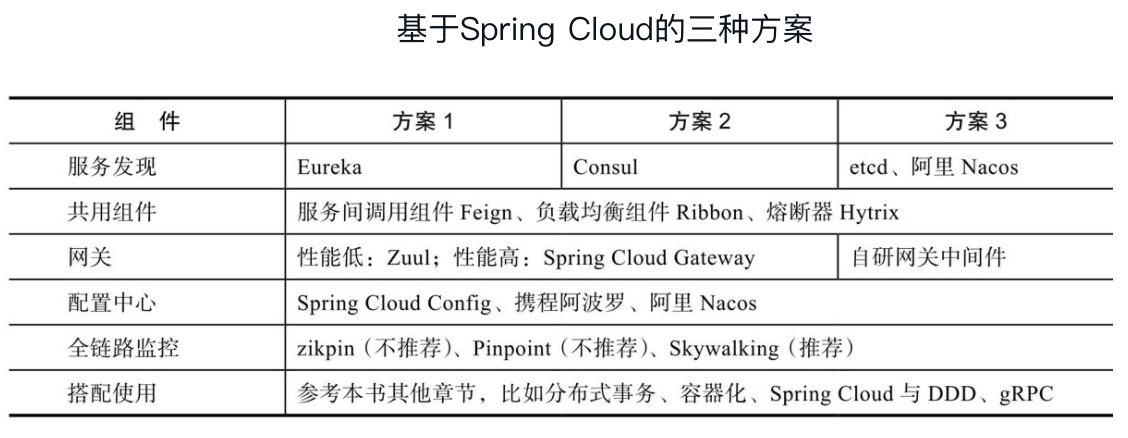 基于Spring Cloud的三种方案
组 件 方案 1 方案 2 方案 3
服务发现 Eureka Consul etcd、阿里 Nacos
共用组件 服务间调用组件 Feign、负载均衡组件 Ribbon、熔断器 Hytrix
网关 性能低：Zuul；性能高：Spring Cloud Gateway 自研网关中间件
配置中心 Spring Cloud Config、携程阿波罗、阿里 Nacos
全链路监控 zikpin（不推荐）、Pinpoint（不推荐）、Skywalking（推荐）
搭配使用 参考本书其他章节，比如分布式事务、容器化、Spring Cloud 与 DDD、gRPC